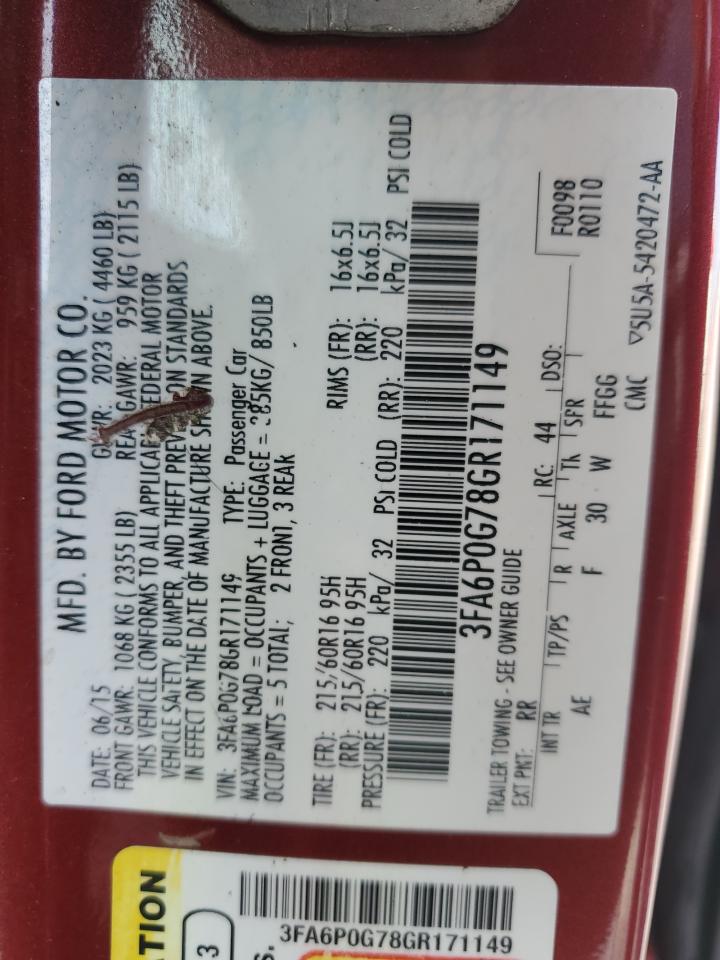 MFD. BY FORD MOTOR CO.
DATE: 06/15 GVWR: 2023 KG ( 4460 LB)
FRONT GAWR: 1068 KG ( 2355 LB) REAR GAWR: 959 KG ( 2115 LB)
THIS VEHICLE CONFORMS TO ALL FEDERAL MOTOR
VEHICLE SAFETY, BUMPER, AND THEFT STANDARDS
IN EFFECT ON THE DATE OF MANUFACTURE ABOVE.
VIN: 3FA6P0G78GR171149 TYPE: Passenger Car
MAXIMUM LOAD = OCCUPANTS + LUGGAGE = 385KG/ 850LB
OCCUPANTS = 5 TOTAL; 2 FRONT, 3 REAR
TIRE (FR): 215/60R16 95H RIMS (FR): 16x6.5J
(RR): 215/60R16 95H (RR): 16x6.5J
PRESSURE (FR): 220 kPa/ 32 PSI COLD (RR): 220 kPa/ 32 PSI COLD
3FA6P0G78GR171149
TRAILER TOWING - SEE OWNER GUIDE
EXT PNT: RR RC: 44 DSO: F0098
R0110
INT TR TP/PS R AXLE TR SPR
AE F 30 W FFGG
CMC ▽5U5A-5420472-AA
ATION
3
S.
3FA6P0G78GR171149